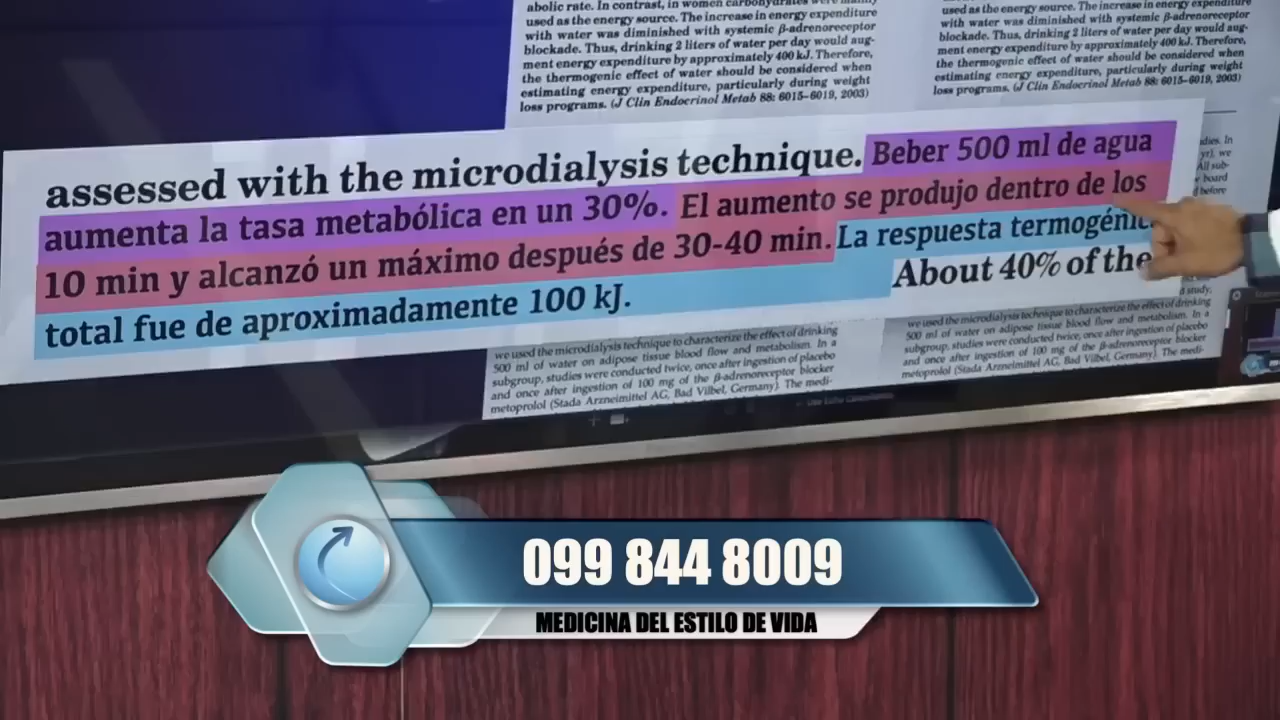 abolic rate. In contrast, in women carbohydrates were mainly
used as the energy source. The increase in energy expenditure
with water was diminished with systemic β-adrenoreceptor
blockade. Thus, drinking 2 liters of water per day would aug-
ment energy expenditure by approximately 400 kJ. Therefore,
the thermogenic effect of water should be considered when
estimating energy expenditure, particularly during weight
loss programs. (J Clin Endocrinol Metab 88: 6015–6019, 2003)
used as the energy source. The increase in energy expenditure
with water was diminished with systemic β-adrenoreceptor
blockade. Thus, drinking 2 liters of water per day would aug-
ment energy expenditure by approximately 400 kJ. Therefore,
the thermogenic effect of water should be considered when
estimating energy expenditure, particularly during weight
loss programs. (J Clin Endocrinol Metab 88: 6015–6019, 2003)
assessed with the microdialysis technique. Beber 500 ml de agua
aumenta la tasa metabólica en un 30%. El aumento se produjo dentro de los
10 min y alcanzó un máximo después de 30-40 min. La respuesta termogénic
total fue de aproximadamente 100 kJ. About 40% of the
we used the microdialysis technique to characterize the effect of drinking
500 ml of water on adipose tissue blood flow and metabolism. In a
subgroup, studies were conducted twice, once after ingestion of placebo
and once after ingestion of 100 mg of the β-adrenoreceptor blocker
metoprolol (Stada Arzneimittel AG, Bad Vilbel, Germany). The medi-
we used the microdialysis technique to characterize the effect of drinking
500 ml of water on adipose tissue blood flow and metabolism. In a
subgroup, studies were conducted twice, once after ingestion of placebo
and once after ingestion of 100 mg of the β-adrenoreceptor blocker
metoprolol (Stada Arzneimittel AG, Bad Vilbel, Germany). The medi-
099 844 8009
MEDICINA DEL ESTILO DE VIDA